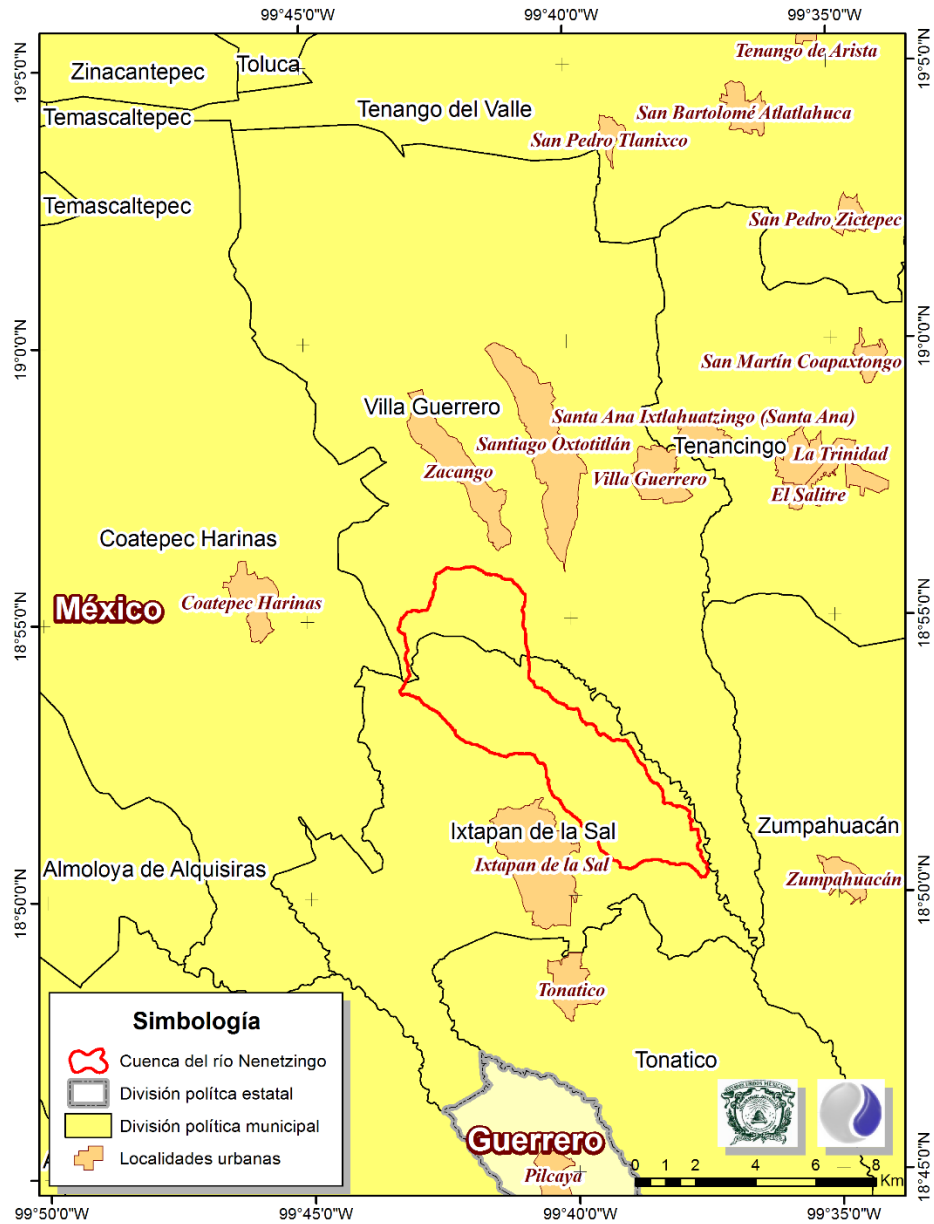 99°45'0"W
99°40'0"W
99°35'0"W
19°5'0"N
19°5'0"N
Tenango de Arista
Toluca
Zinacantepec
Tenango del Valle
Temascaltepec
San Bartolomé Atlatlahuca
San Pedro Tlanixco
Temascaltepec
San Pedro Zictepec
19°0'0"N
19°0'0"N
San Martín Coapaxtongo
Villa Guerrero
Santa Ana Ixtlahuatzingo (Santa Ana)
Santiago Oxtotitlán
Tenancingo
La Trinidad
Zacango
Villa Guerrero
El Salitre
Coatepec Harinas
México
Coatepec Harinas
18°55'0"N
18°55'0"N
Ixtapan de la Sal
Zumpahuacán
Ixtapan de la Sal
Almoloya de Alquisiras
Zumpahuacán
18°50'0"N
18°50'0"N
Tonatico
Tonatico
Simbología
Cuenca del río Nenetzingo
División polítca estatal
División política municipal
Localidades urbanas
Guerrero
Pilcaya
0 1 2 4 6 8
Km
18°45'0"N
18°45'0"N
99°50'0"W
99°45'0"W
99°40'0"W
99°35'0"W